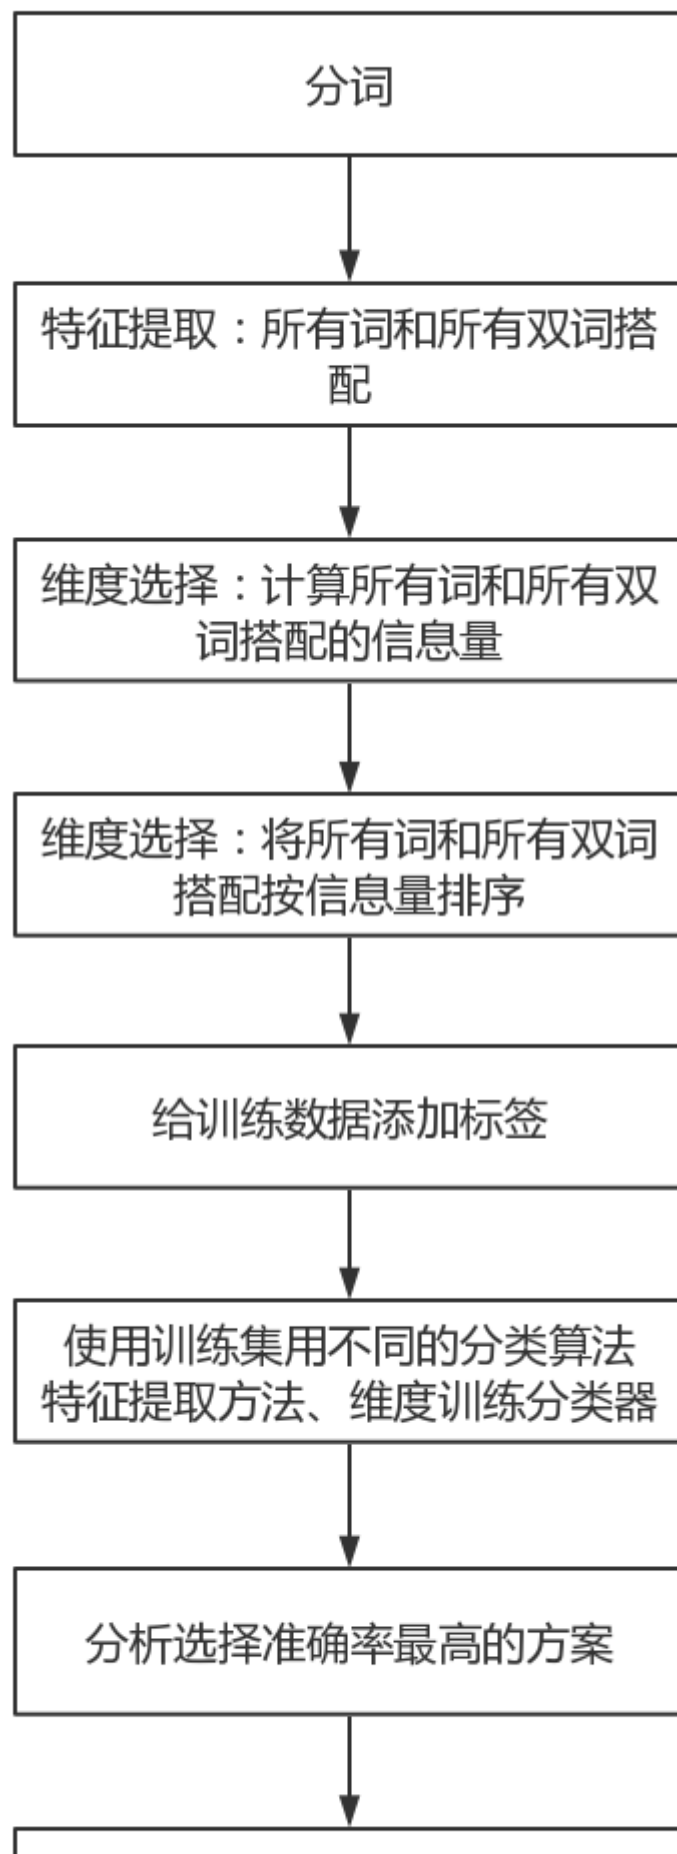 分词
特征提取：所有词和所有双词搭
配
维度选择：计算所有词和所有双
词搭配的信息量
维度选择：将所有词和所有双词
搭配按信息量排序
给训练数据添加标签
使用训练集用不同的分类算法
特征提取方法、维度训练分类器
分析选择准确率最高的方案